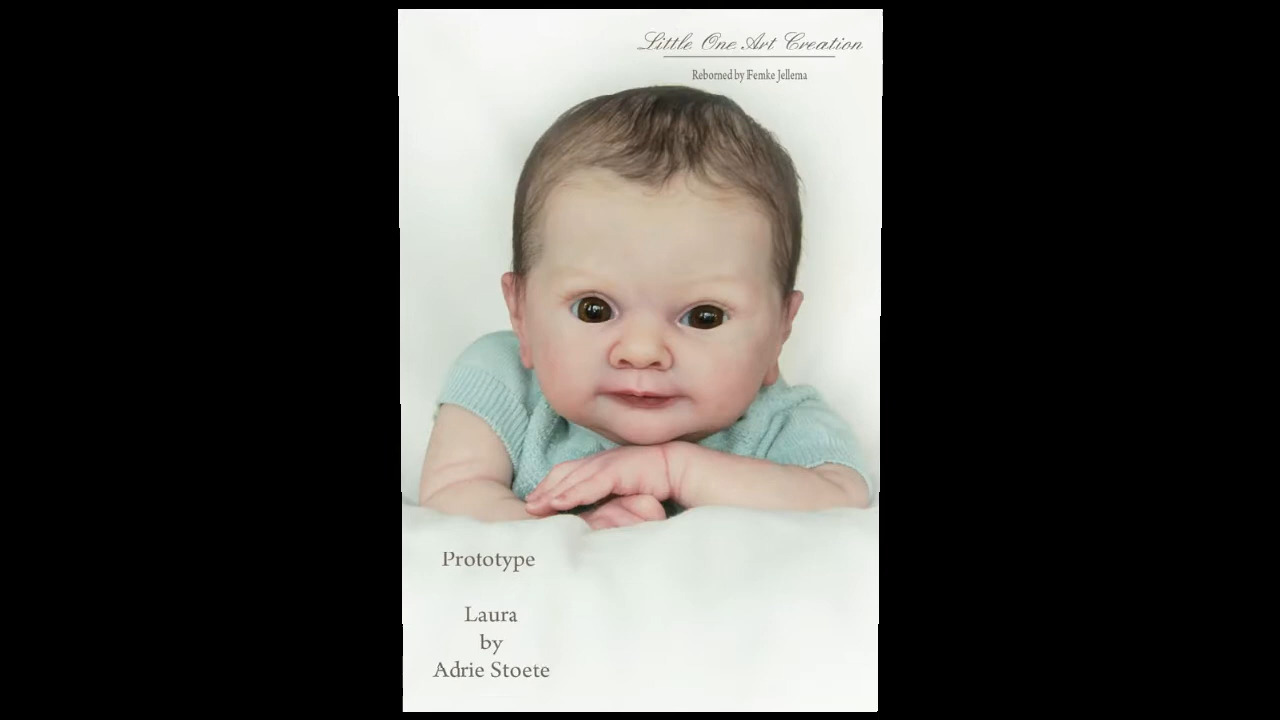 Little One Art Creation
Reborned by Femke Jellema
Prototype
Laura
by
Adrie Stoete